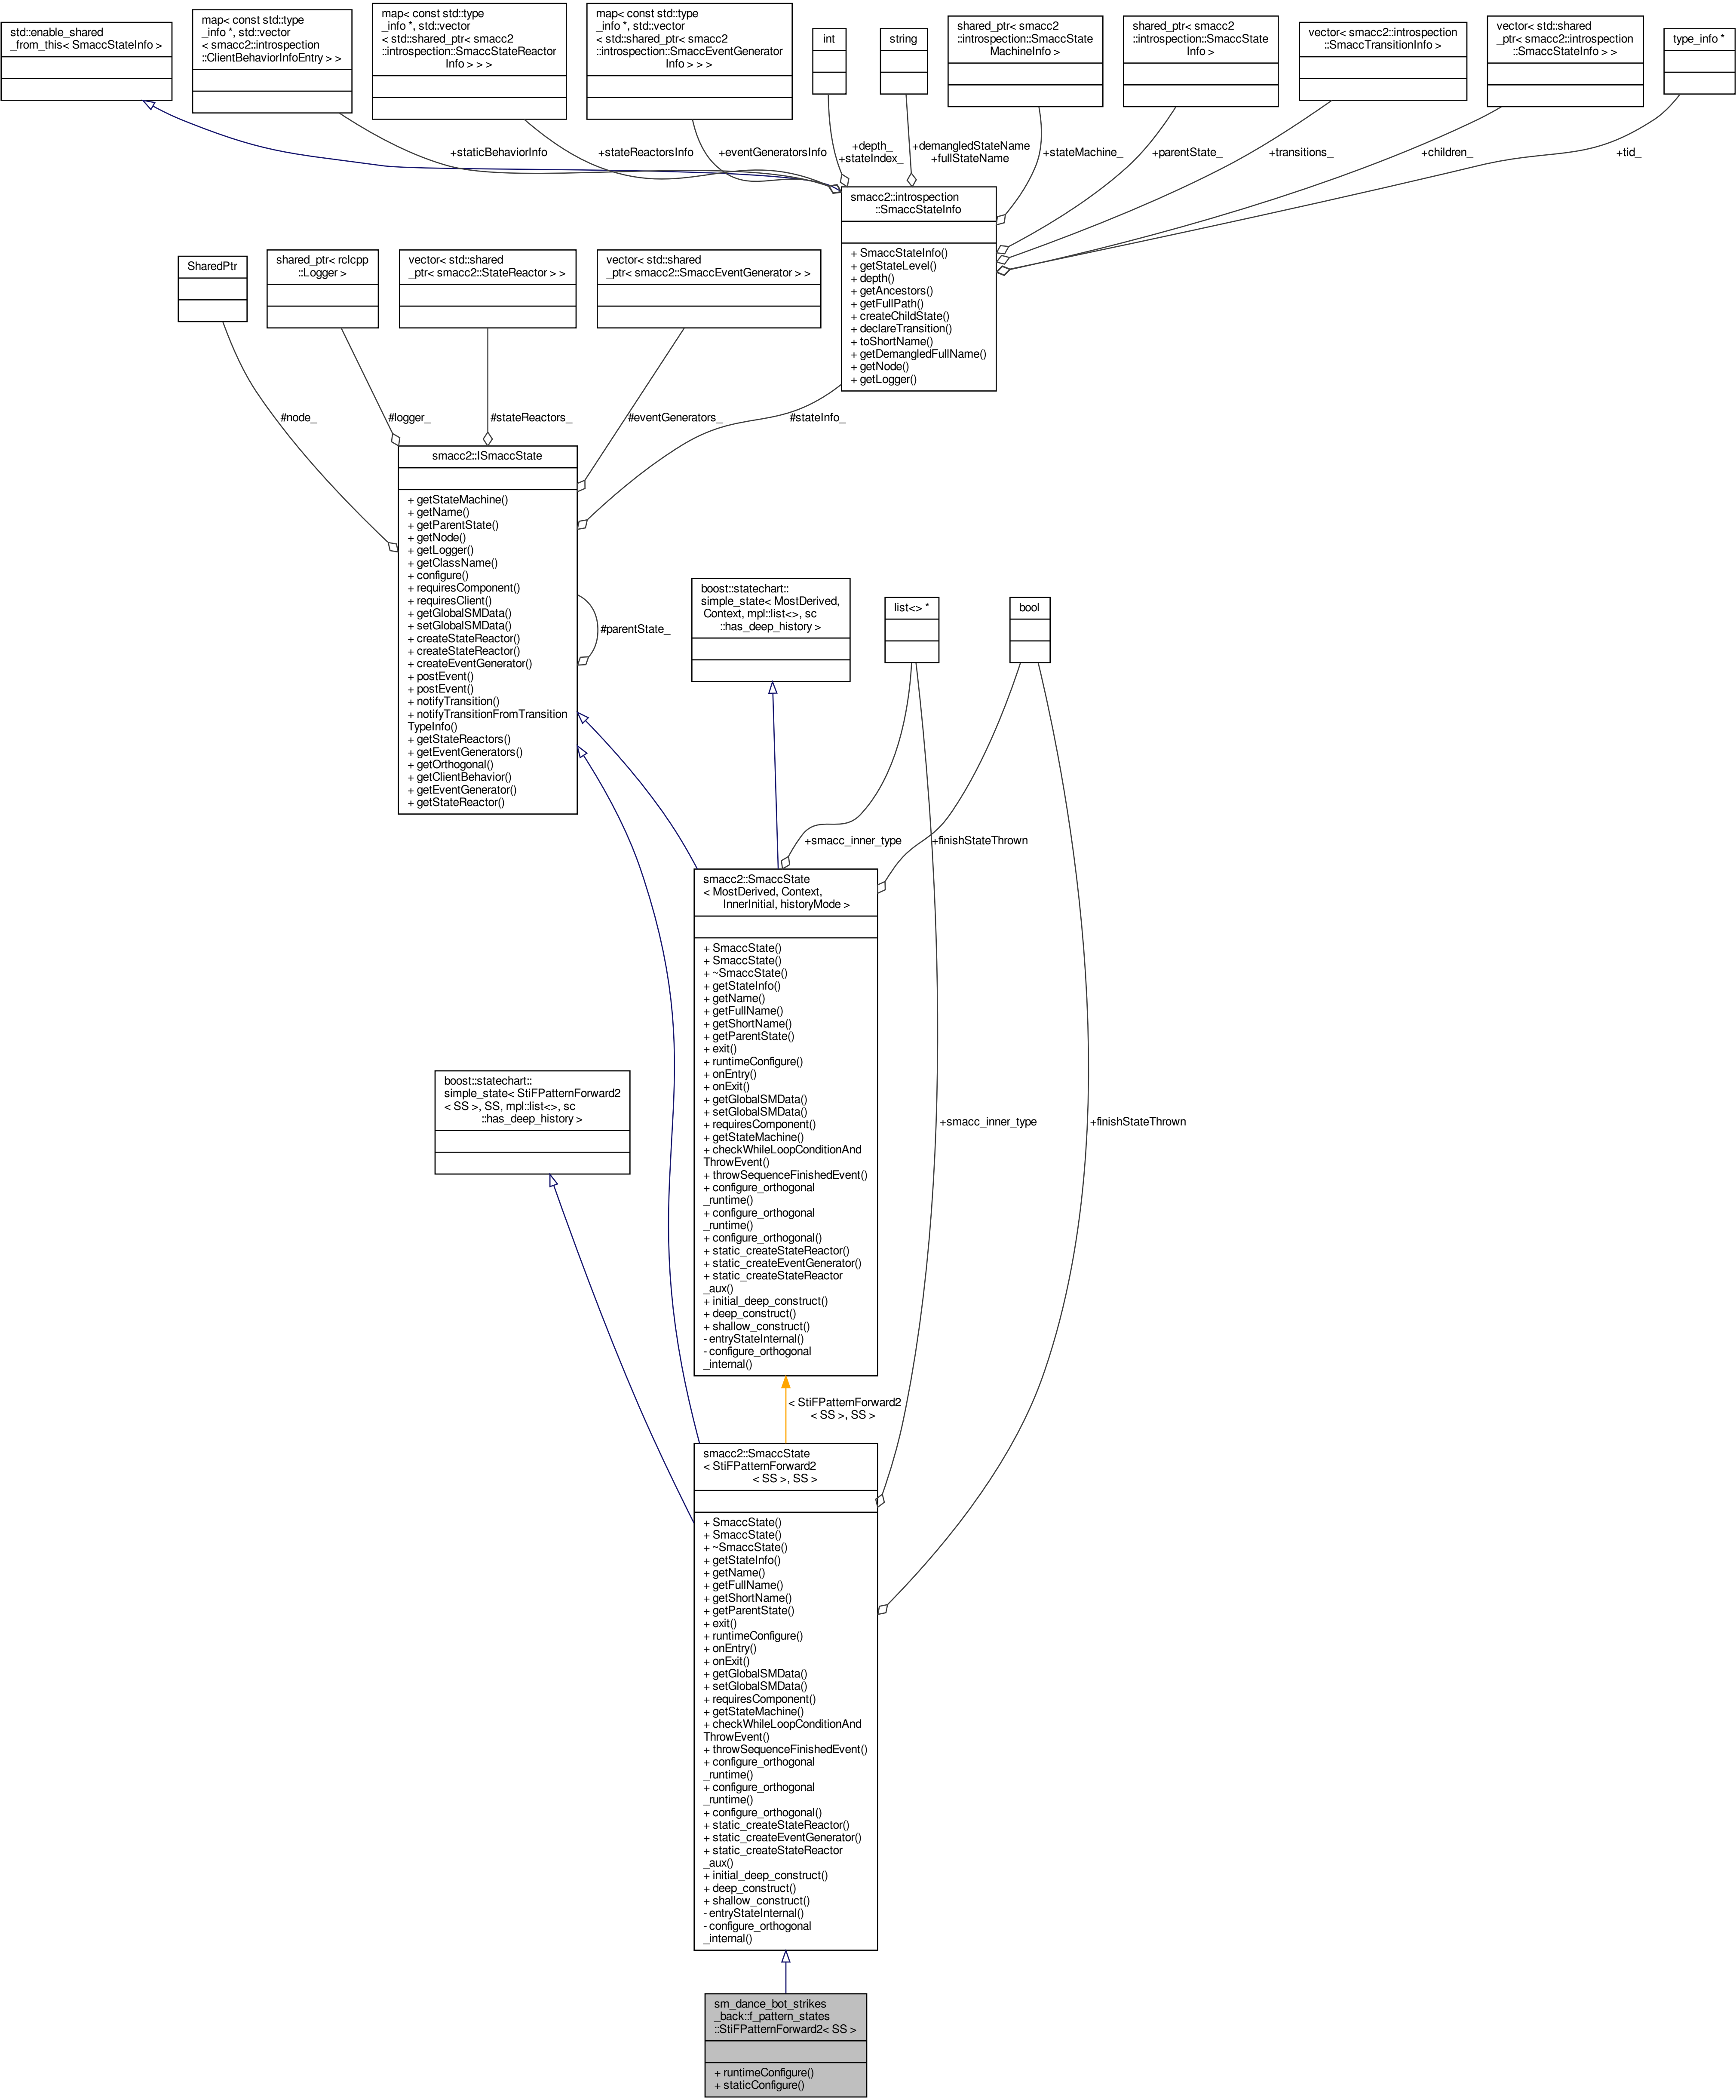 std::enable_shared
_from_this< SmaccStateInfo >
map< const std::type
_info *, std::vector
< smacc2::introspection
::ClientBehaviorInfoEntry > >
map< const std::type
_info *, std::vector
< std::shared_ptr< smacc2
::introspection::SmaccStateReactor
Info > > >
map< const std::type
_info *, std::vector
< std::shared_ptr< smacc2
::introspection::SmaccEventGenerator
Info > > >
int
string
shared_ptr< smacc2
::introspection::SmaccState
MachineInfo >
shared_ptr< smacc2
::introspection::SmaccState
Info >
vector< smacc2::introspection
::SmaccTransitionInfo >
vector< std::shared
_ptr< smacc2::introspection
::SmaccStateInfo > >
type_info *
+staticBehaviorInfo
+stateReactorsInfo
+eventGeneratorsInfo
+depth_
+stateIndex_
+demangledStateName
+fullStateName
+stateMachine_
+parentState_
+transitions_
+children_
+tid_
smacc2::introspection
::SmaccStateInfo
+ SmaccStateInfo()
+ getStateLevel()
+ depth()
+ getAncestors()
+ getFullPath()
+ createChildState()
+ declareTransition()
+ toShortName()
+ getDemangledFullName()
+ getNode()
+ getLogger()
SharedPtr
shared_ptr< rclcpp
::Logger >
vector< std::shared
_ptr< smacc2::StateReactor > >
vector< std::shared
_ptr< smacc2::SmaccEventGenerator > >
#node_
#logger_
#stateReactors_
#eventGenerators_
#stateInfo_
smacc2::ISmaccState
+ getStateMachine()
+ getName()
+ getParentState()
+ getNode()
+ getLogger()
+ getClassName()
+ configure()
+ requiresComponent()
+ requiresClient()
+ getGlobalSMData()
+ setGlobalSMData()
+ createStateReactor()
+ createStateReactor()
+ createEventGenerator()
+ postEvent()
+ postEvent()
+ notifyTransition()
+ notifyTransitionFromTransition
TypeInfo()
+ getStateReactors()
+ getEventGenerators()
+ getOrthogonal()
+ getClientBehavior()
+ getEventGenerator()
+ getStateReactor()
#parentState_
boost::statechart::
simple_state< MostDerived,
Context, mpl::list<>, sc
::has_deep_history >
list<> *
bool
+smacc_inner_type
+finishStateThrown
smacc2::SmaccState
< MostDerived, Context,
InnerInitial, historyMode >
+ SmaccState()
+ SmaccState()
+ ~SmaccState()
+ getStateInfo()
+ getName()
+ getFullName()
+ getShortName()
+ getParentState()
+ exit()
+ runtimeConfigure()
+ onEntry()
+ onExit()
+ getGlobalSMData()
+ setGlobalSMData()
+ requiresComponent()
+ getStateMachine()
+ checkWhileLoopConditionAnd
ThrowEvent()
+ throwSequenceFinishedEvent()
+ configure_orthogonal
_runtime()
+ configure_orthogonal
_runtime()
+ configure_orthogonal()
+ static_createStateReactor()
+ static_createEventGenerator()
+ static_createStateReactor
_aux()
+ initial_deep_construct()
+ deep_construct()
+ shallow_construct()
- entryStateInternal()
- configure_orthogonal
_internal()
boost::statechart::
simple_state< StiFPatternForward2
< SS >, SS, mpl::list<>, sc
::has_deep_history >
+smacc_inner_type
+finishStateThrown
< StiFPatternForward2
< SS >, SS >
smacc2::SmaccState
< StiFPatternForward2
< SS >, SS >
+ SmaccState()
+ SmaccState()
+ ~SmaccState()
+ getStateInfo()
+ getName()
+ getFullName()
+ getShortName()
+ getParentState()
+ exit()
+ runtimeConfigure()
+ onEntry()
+ onExit()
+ getGlobalSMData()
+ setGlobalSMData()
+ requiresComponent()
+ getStateMachine()
+ checkWhileLoopConditionAnd
ThrowEvent()
+ throwSequenceFinishedEvent()
+ configure_orthogonal
_runtime()
+ configure_orthogonal
_runtime()
+ configure_orthogonal()
+ static_createStateReactor()
+ static_createEventGenerator()
+ static_createStateReactor
_aux()
+ initial_deep_construct()
+ deep_construct()
+ shallow_construct()
- entryStateInternal()
- configure_orthogonal
_internal()
sm_dance_bot_strikes
_back::f_pattern_states
::StiFPatternForward2< SS >
+ runtimeConfigure()
+ staticConfigure()